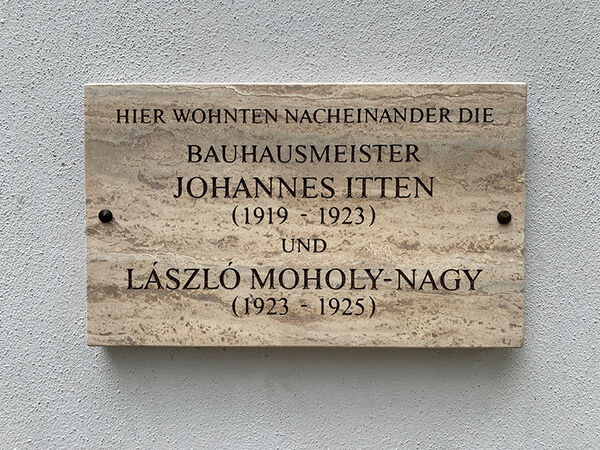 HIER WOHNTEN NACHEINANDER DIE
BAUHAUSMEISTER
JOHANNES ITTEN
(1919 - 1923)
UND
LÁSZLÓ MOHOLY-NAGY
(1923 - 1925)